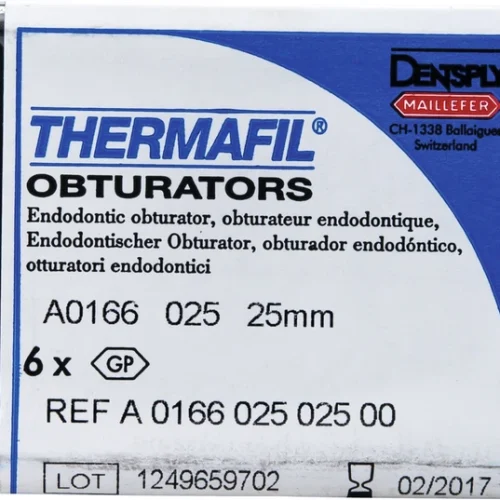 DENSPLY
MAILLEFER
CH-1338 Ballaigues
Switzerland
THERMAFIL®
OBTURATORS
Endodontic obturator, obturateur endodontique,
Endodontischer Obturator, obturador endodóntico,
otturatori endodontici
A0166 025 25mm
6 x GP
REF A 0166 025 025 00
LOT 1249659702 02/2017